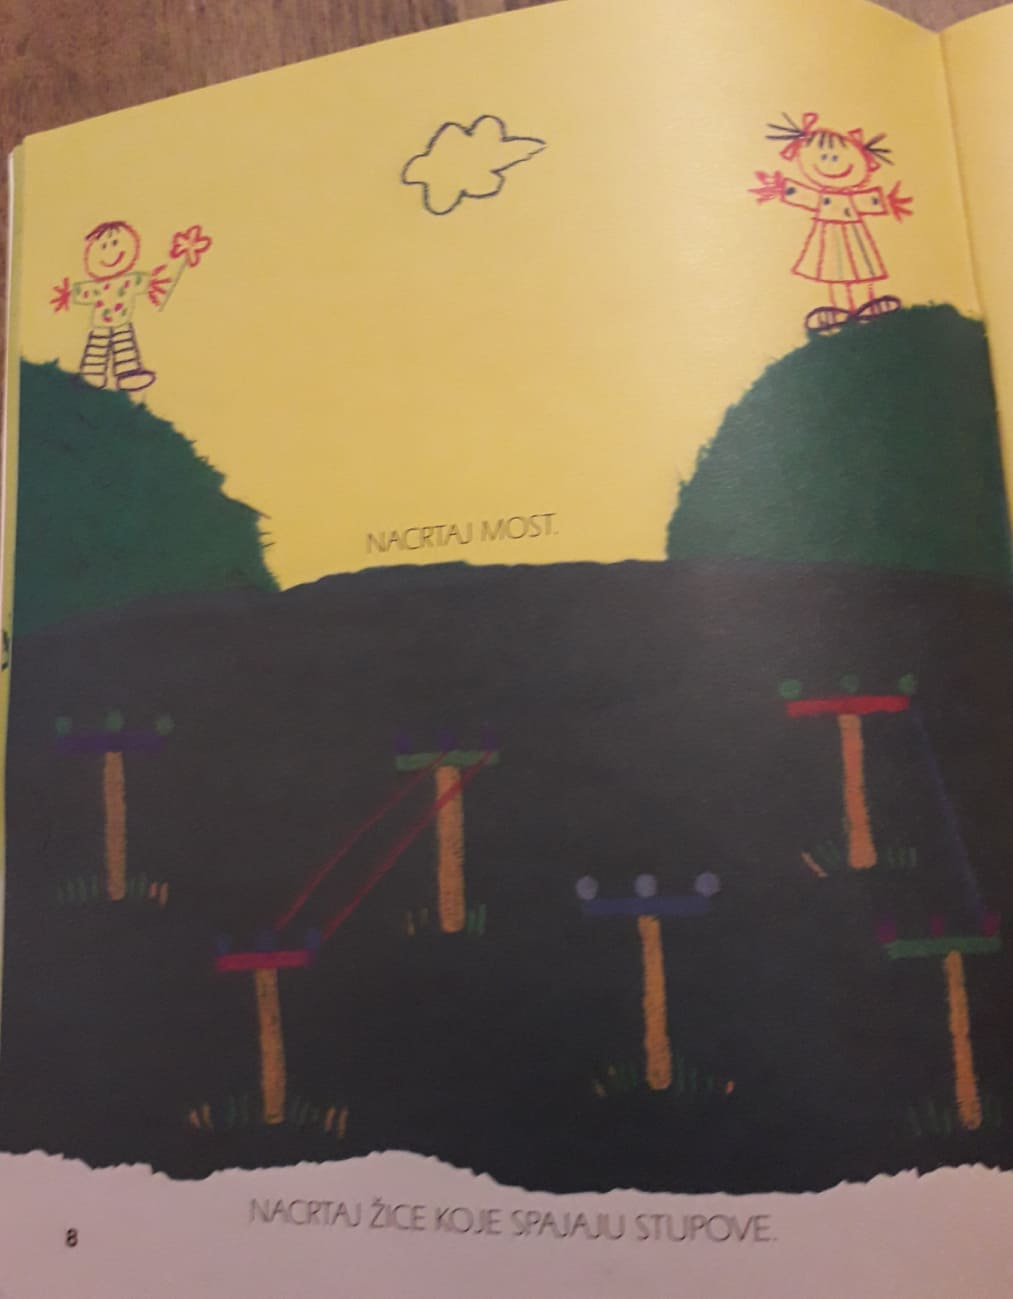 NACRTAJ MOST.
NACRTAJ ŽICE KOJE SPAJAJU STUPOVE.
8